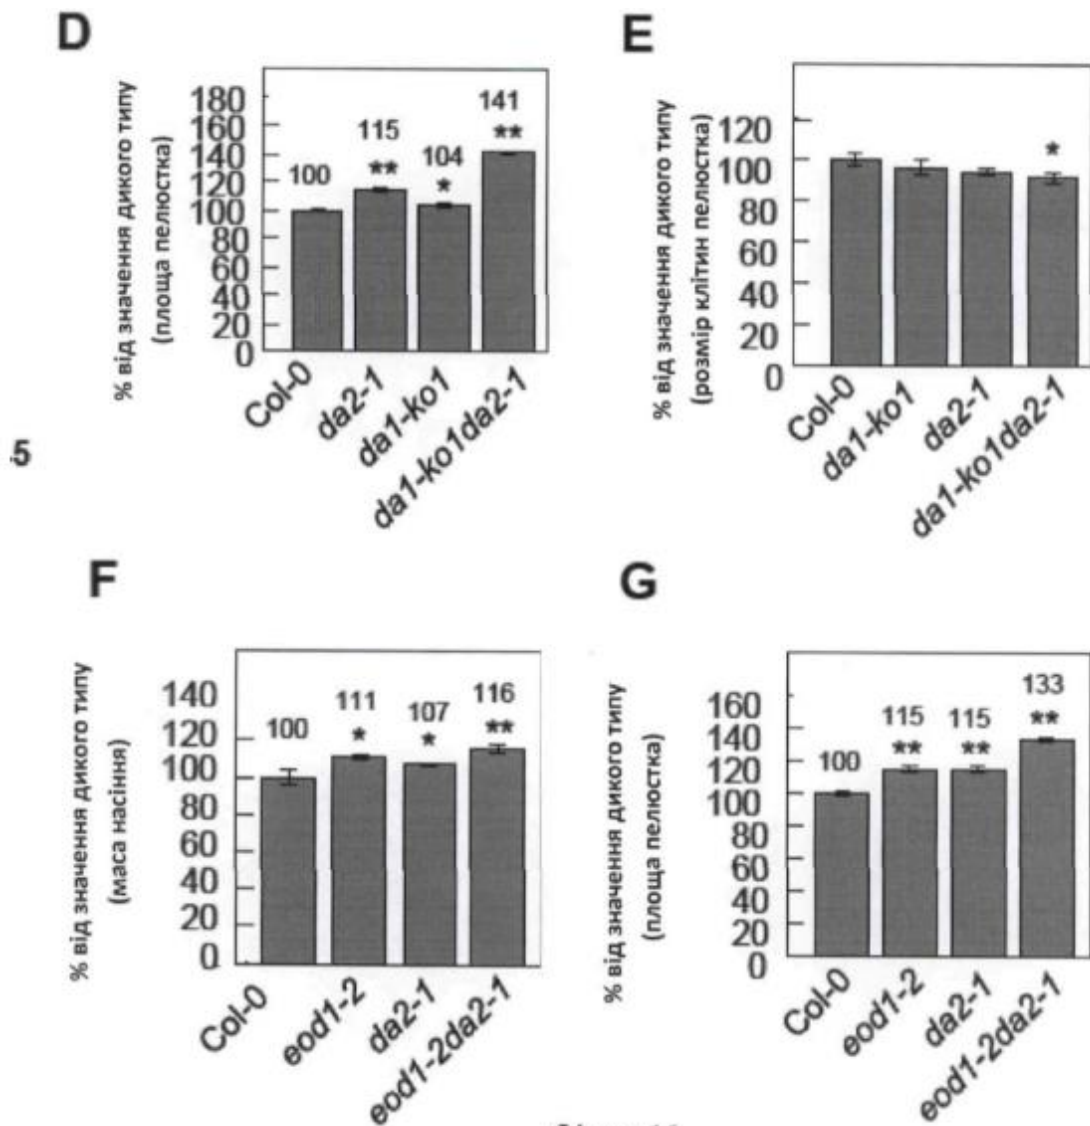 D
% від значення дикого типу
(площа пелюстка)
180
160
140
120
100
80
60
40
20
0
100
115
**
104
*
141
**
Col-0
da2-1
da1-ko1
da1-ko1da2-1
E
% від значення дикого типу
(розмір клітин пелюстка)
120
100
80
60
40
20
0
*
Col-0
da1-ko1
da2-1
da1-ko1da2-1
5
F
% від значення дикого типу
(маса насіння)
140
120
100
80
60
40
20
0
100
111
*
107
*
116
**
Col-0
eod1-2
da2-1
eod1-2da2-1
G
% від значення дикого типу
(площа пелюстка)
160
140
120
100
80
60
40
20
0
100
115
**
115
**
133
**
Col-0
eod1-2
da2-1
eod1-2da2-1